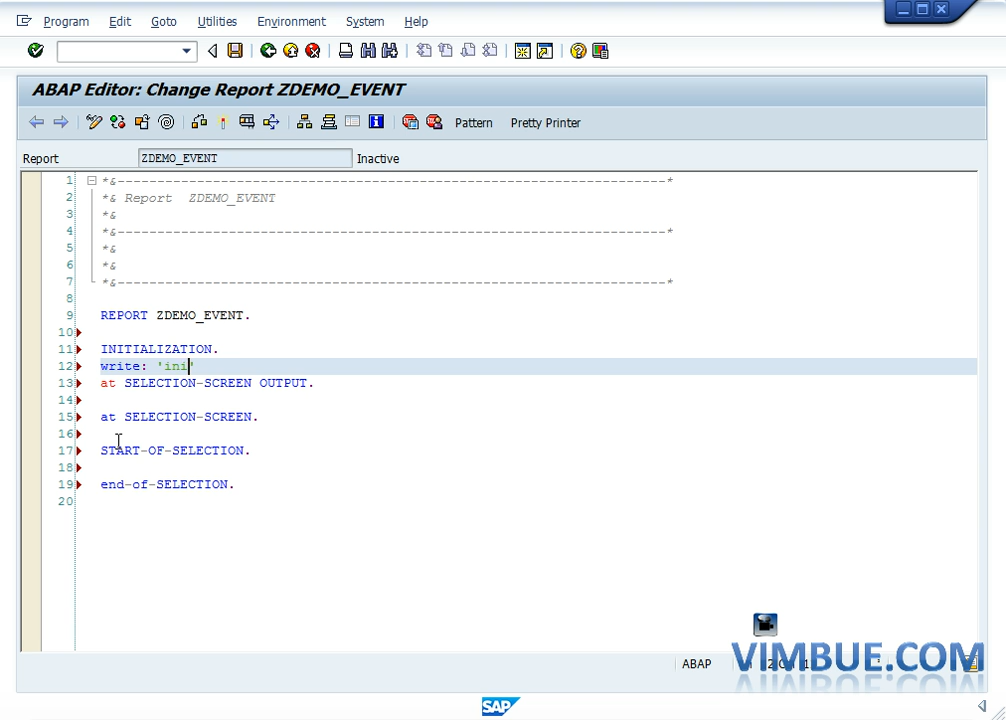 Program Edit Goto Utilities Environment System Help
ABAP Editor: Change Report ZDEMO_EVENT
Pattern Pretty Printer
Report ZDEMO_EVENT Inactive
1 *&---------------------------------------------------------------------*
2 *& Report ZDEMO_EVENT
3 *&
4 *&---------------------------------------------------------------------*
5 *&
6 *&
7 *&---------------------------------------------------------------------*
8
9 REPORT ZDEMO_EVENT.
10
11 INITIALIZATION.
12 write: 'ini'
13 at SELECTION-SCREEN OUTPUT.
14
15 at SELECTION-SCREEN.
16
17 START-OF-SELECTION.
18
19 end-of-SELECTION.
20
ABAP
VIMBUE.COM
SAP